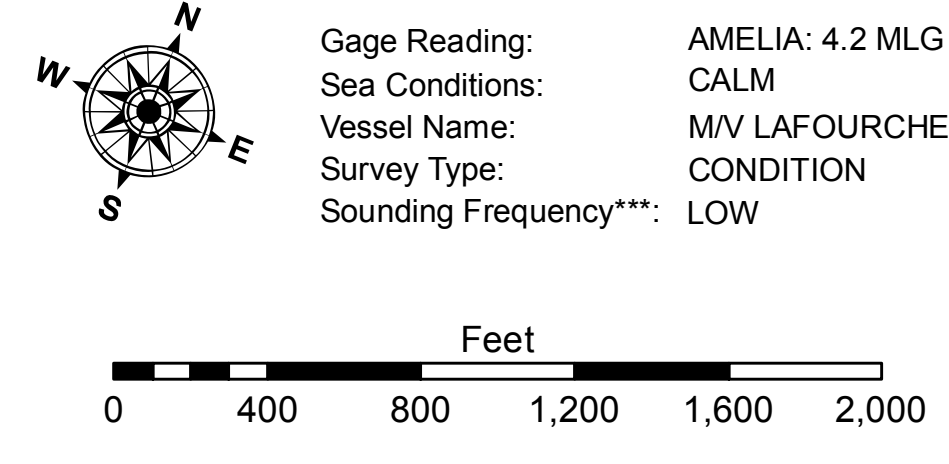 N
W
E
S
Gage Reading: AMELIA: 4.2 MLG
Sea Conditions: CALM
Vessel Name: M/V LAFOURCHE
Survey Type: CONDITION
Sounding Frequency***: LOW
Feet
0 400 800 1,200 1,600 2,000